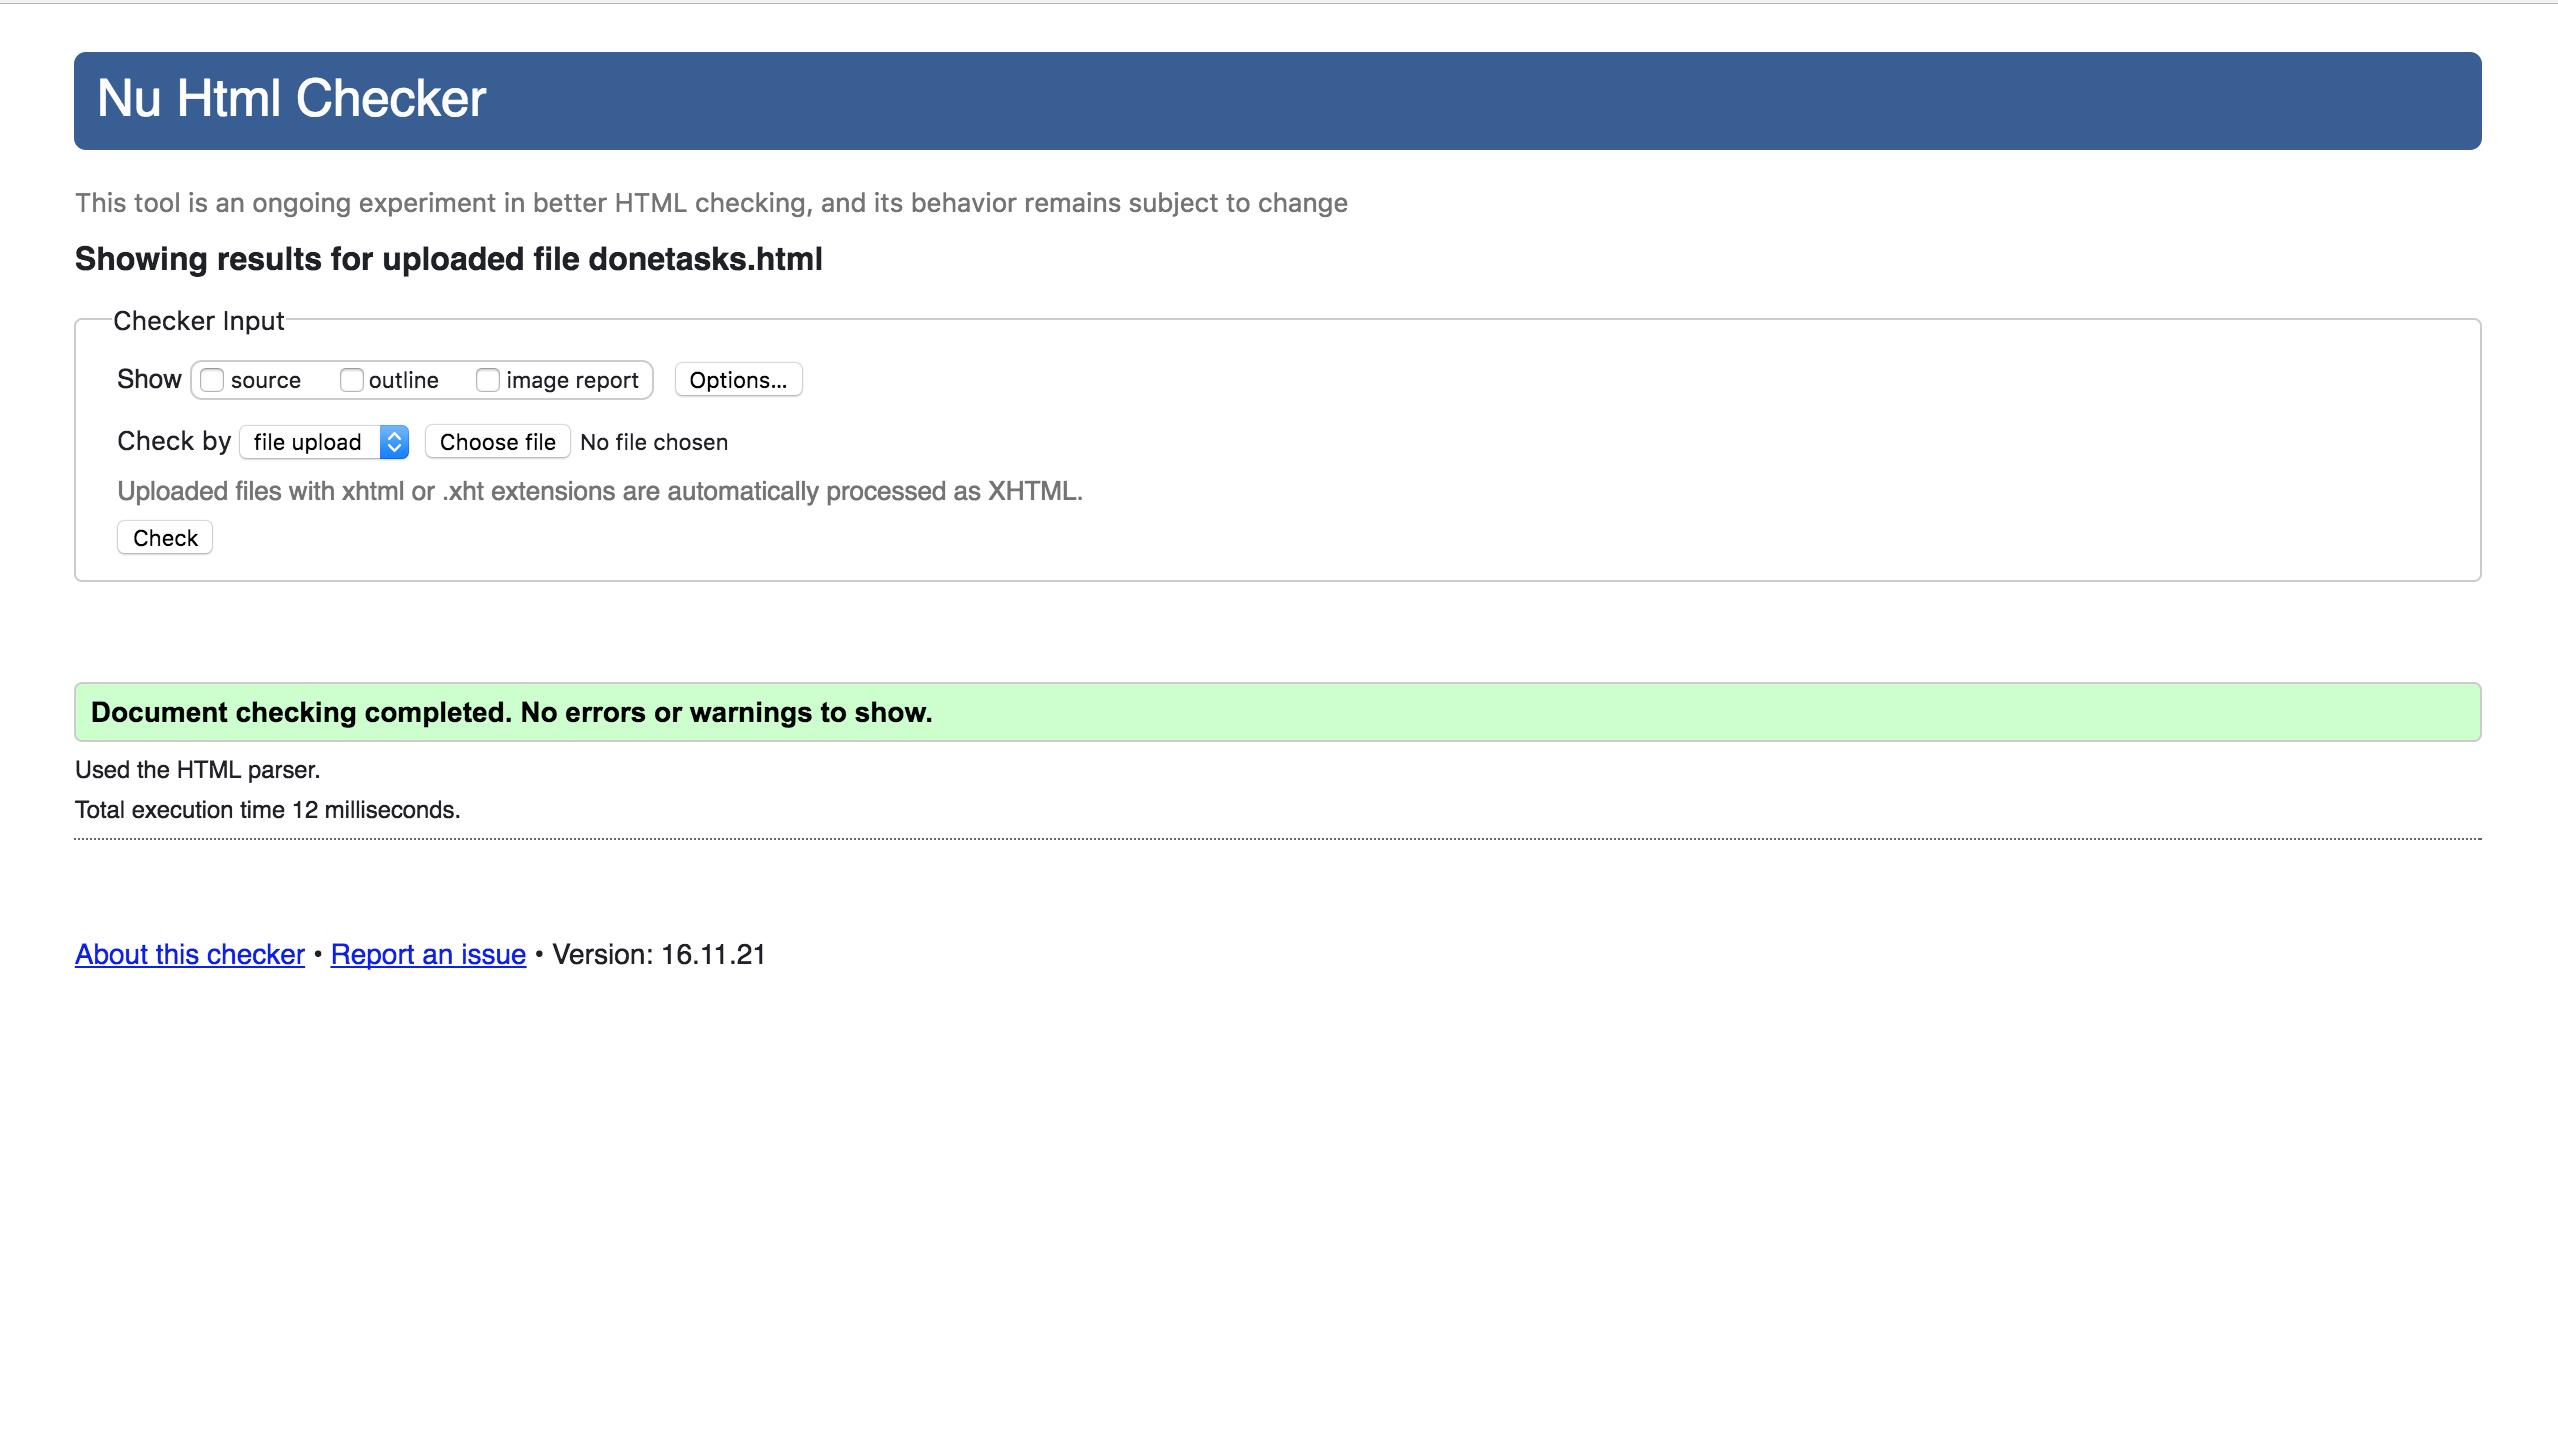 Nu Html Checker
This tool is an ongoing experiment in better HTML checking, and its behavior remains subject to change
Showing results for uploaded file donetasks.html
Checker Input
Show source outline image report Options...
Check by file upload Choose file No file chosen
Uploaded files with xhtml or .xht extensions are automatically processed as XHTML.
Check
Document checking completed. No errors or warnings to show.
Used the HTML parser.
Total execution time 12 milliseconds.
About this checker • Report an issue • Version: 16.11.21